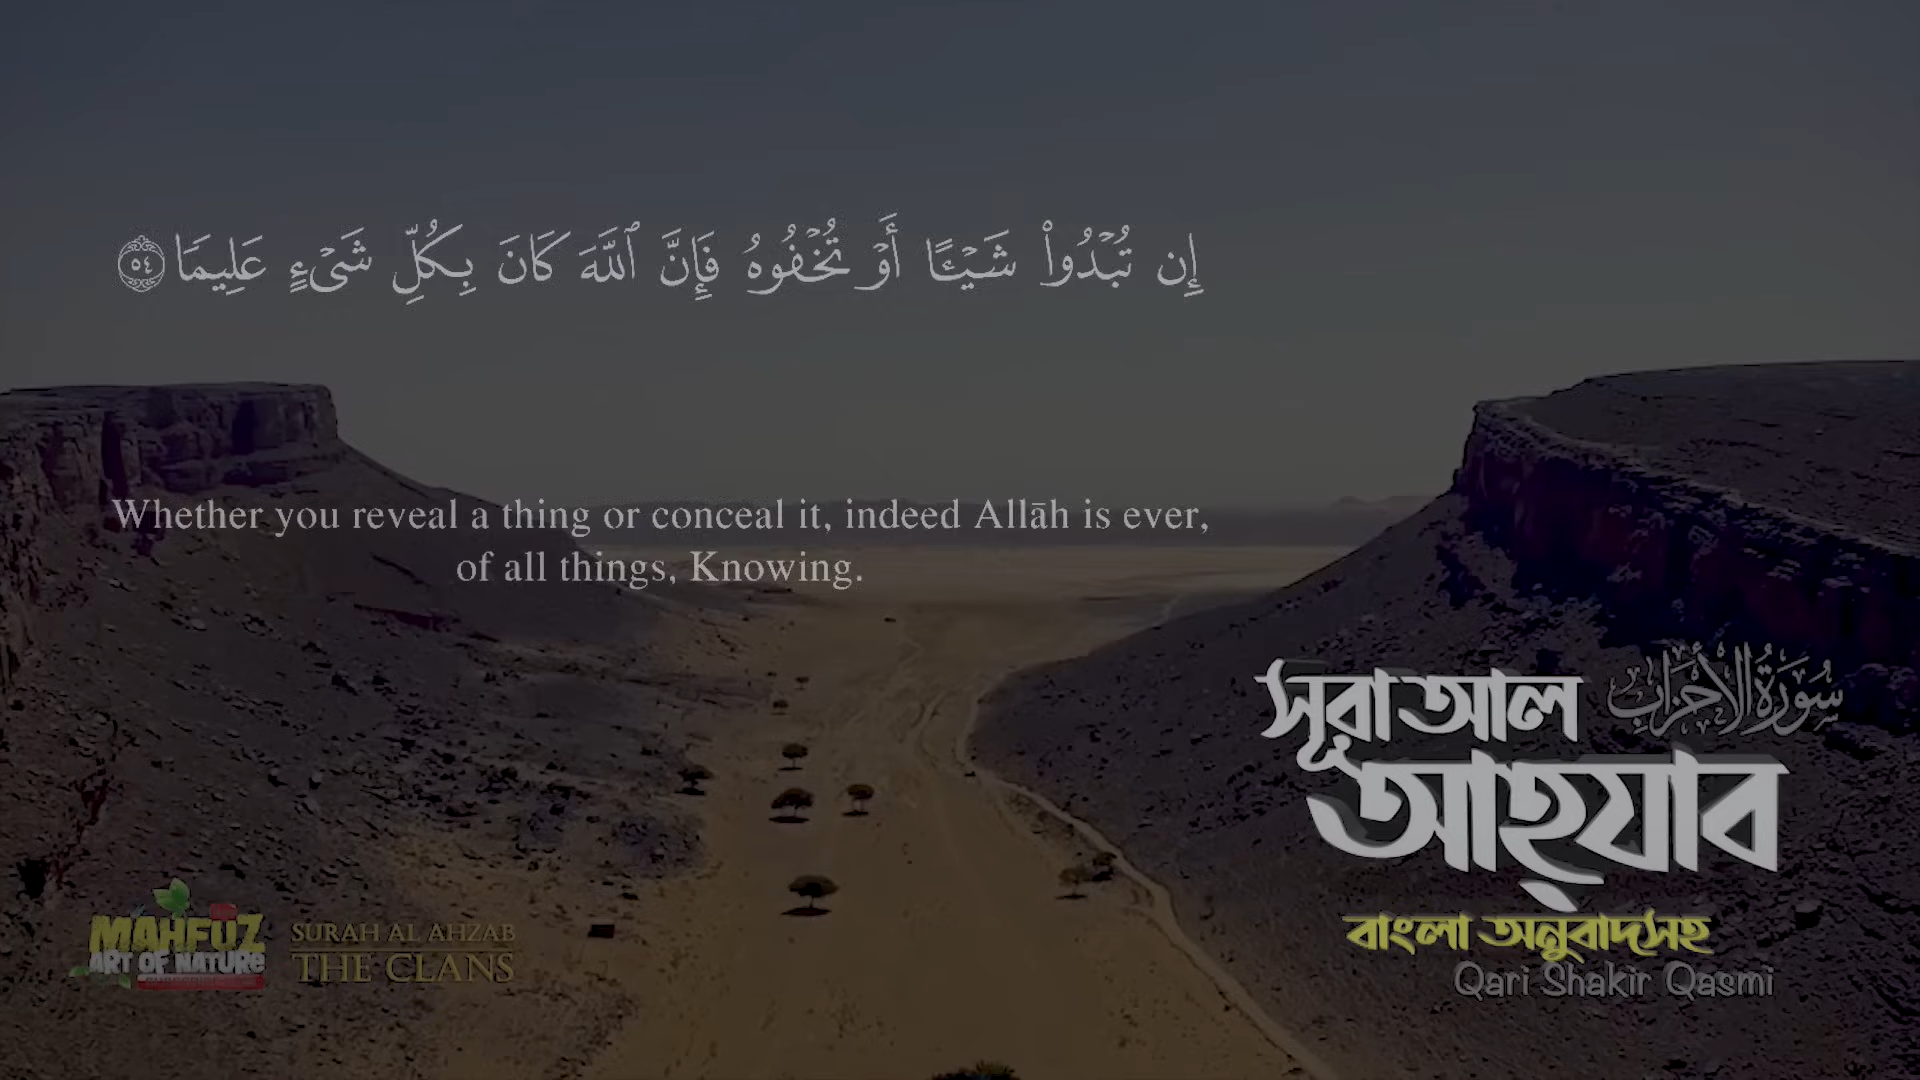 إِن تُبْدُوا۟ شَيْـًٔا أَوْ تُخْفُوهُ فَإِنَّ ٱللَّهَ كَانَ بِكُلِّ شَىْءٍ عَلِيمًا ٥٤
Whether you reveal a thing or conceal it, indeed Allāh is ever,
of all things, Knowing.
সূরা আল
سُورَةُ الأَحْزَاب
আহ্‌যাব
বাংলা অনুবাদসহ
Qari Shakir Qasmi
MAHFUZ
ART OF NATURE
SURAH AL AHZAB
THE CLANS